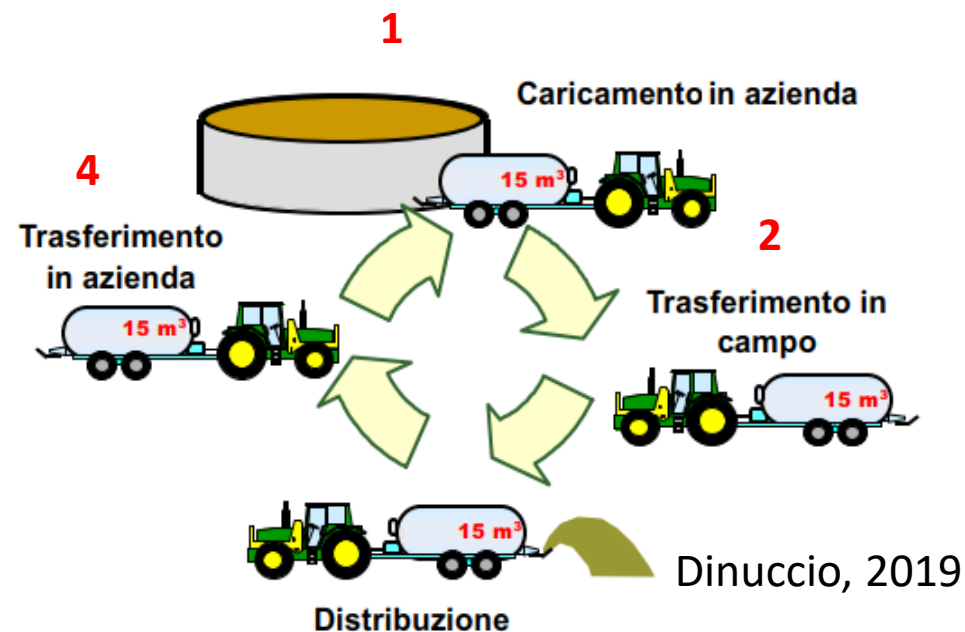 1
Caricamento in azienda
15 m³
4
Trasferimento
in azienda
15 m³
2
Trasferimento in
campo
15 m³
15 m³
Dinuccio, 2019
Distribuzione